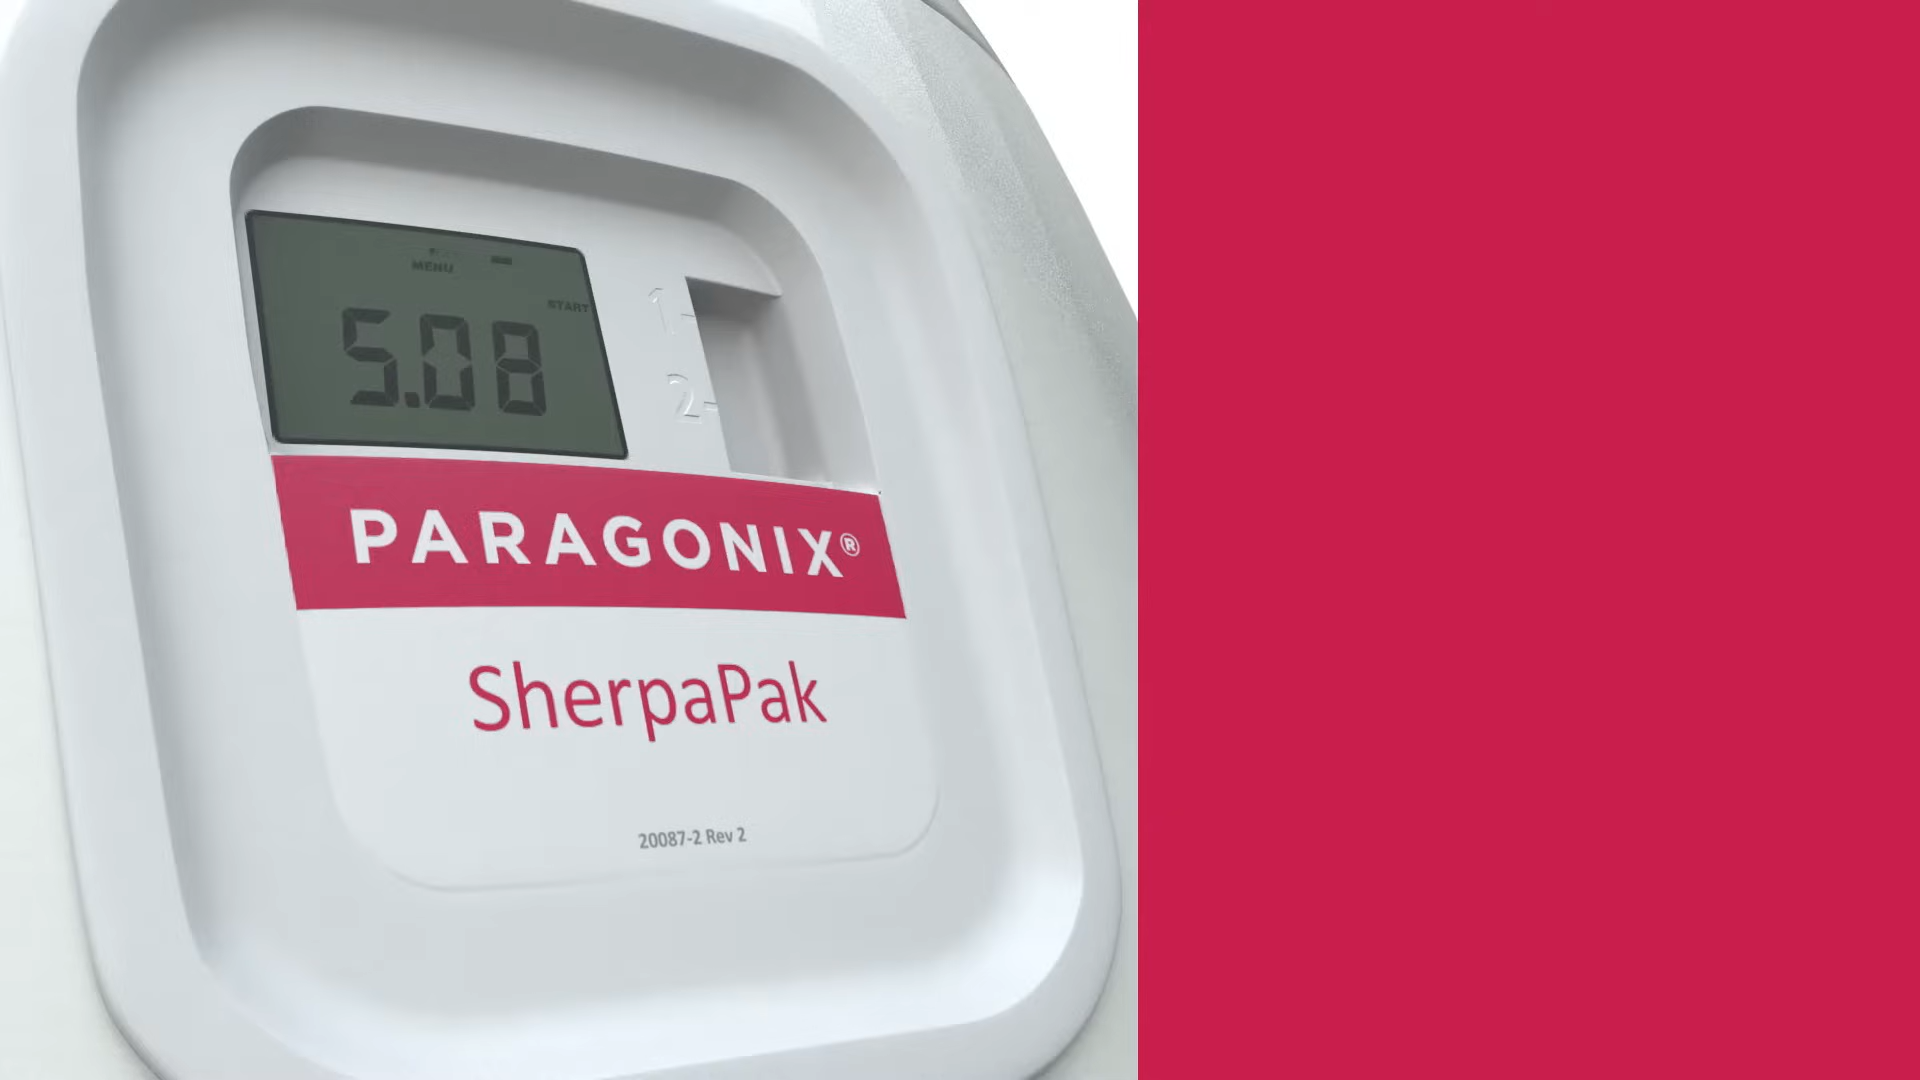 MENU
START
5.08
1
2
PARAGONIX®
SherpaPak
20087-2 Rev 2